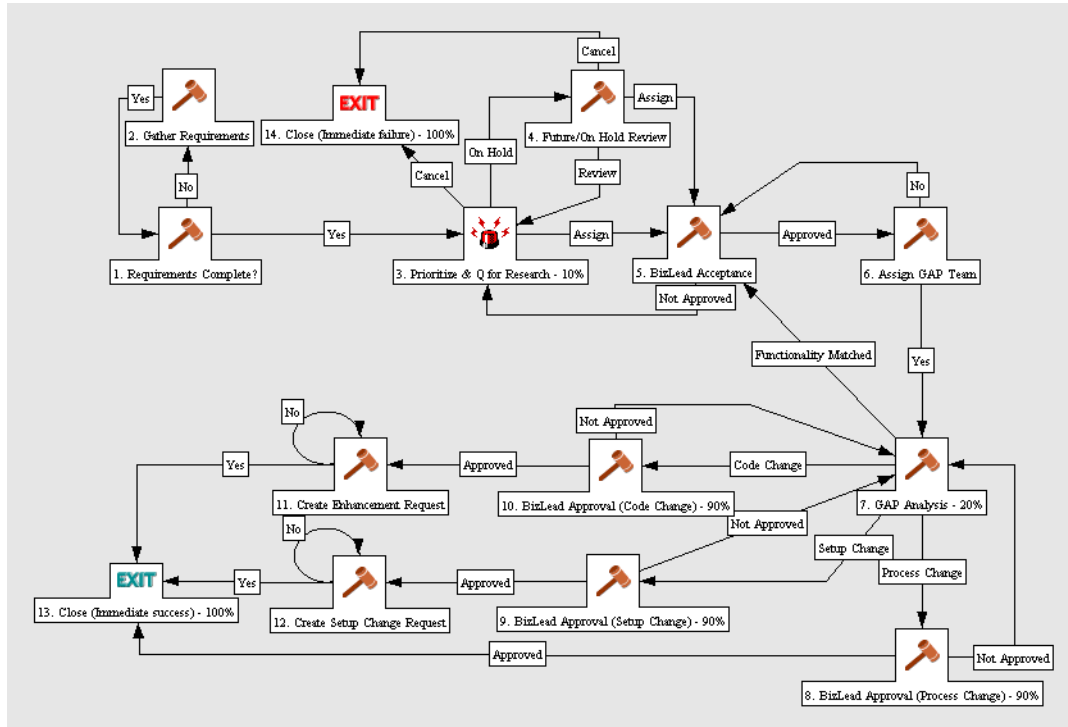 Cancel
Yes
EXIT
Assign
2. Gather Requirements
14. Close (Immediate failure) - 100%
4. Future/On Hold Review
On Hold
Cancel
Review
No
No
Yes
Assign
Approved
1. Requirements Complete?
3. Prioritize & Q for Research - 10%
5. BizLead Acceptance
6. Assign GAP Team
Not Approved
Functionality Matched
Yes
No
Not Approved
Yes
Approved
Code Change
11. Create Enhancement Request
10. BizLead Approval (Code Change) - 90%
7. GAP Analysis - 20%
No
Not Approved
Setup Change
Process Change
EXIT
Yes
Approved
13. Close (Immediate success) - 100%
12. Create Setup Change Request
9. BizLead Approval (Setup Change) - 90%
Approved
Not Approved
8. BizLead Approval (Process Change) - 90%